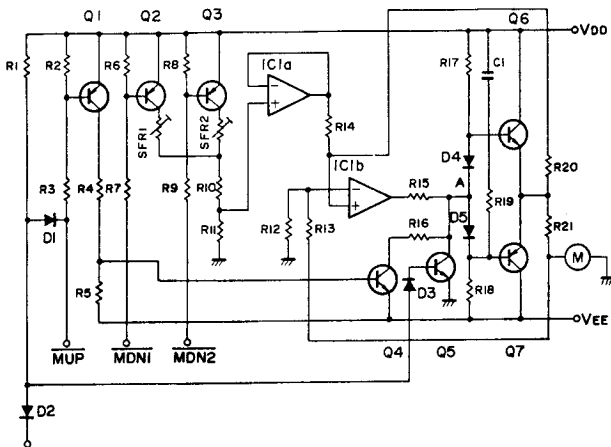 Q1 Q2 Q3 Q6
VDD
R1 R2 R6 R8 IC1a R17 C1
SFR1 SFR2 R14
D4 R20
IC1b
R3 R4 R7 R9 R10 R15 A R19
R16 D5 R21
D1 R11 R12 R13 M
D3 R18
R5
VEE
MUP MDN1 MDN2 Q4 Q5 Q7
D2